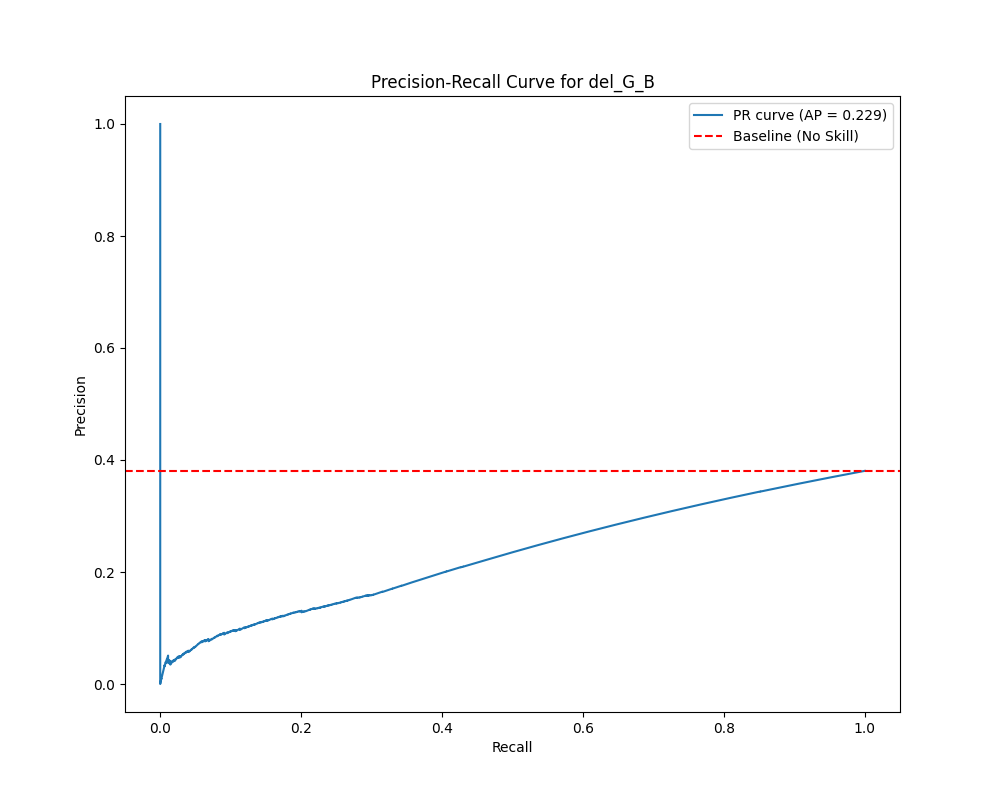 Precision-Recall Curve for del_G_B
PR curve (AP = 0.229)
Baseline (No Skill)
1.0
0.8
0.6
0.4
0.2
0.0
Precision
0.0 0.2 0.4 0.6 0.8 1.0
Recall